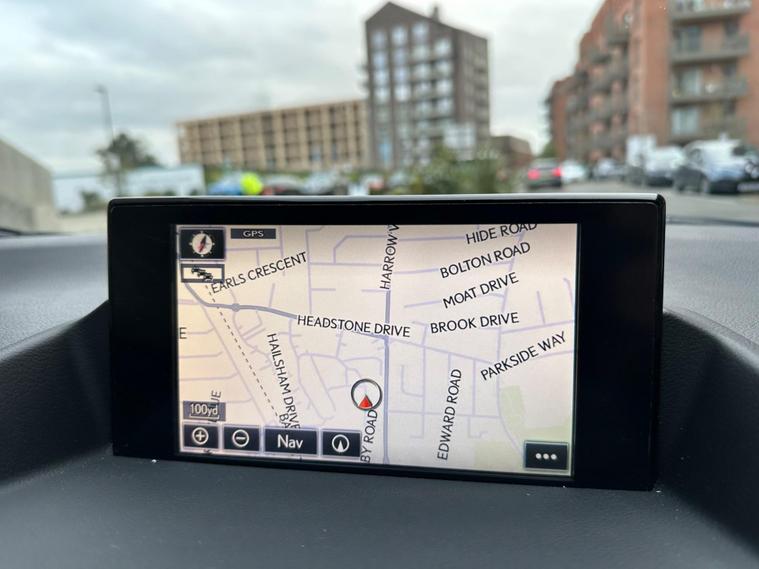 GPS
HIDE ROAD
EARLS CRESCENT
HARROW V
BOLTON ROAD
MOAT DRIVE
HEADSTONE DRIVE
BROOK DRIVE
E
HAILSHAM DRIVE
PARKSIDE WAY
EDWARD ROAD
100yd
BY ROAD
Nav